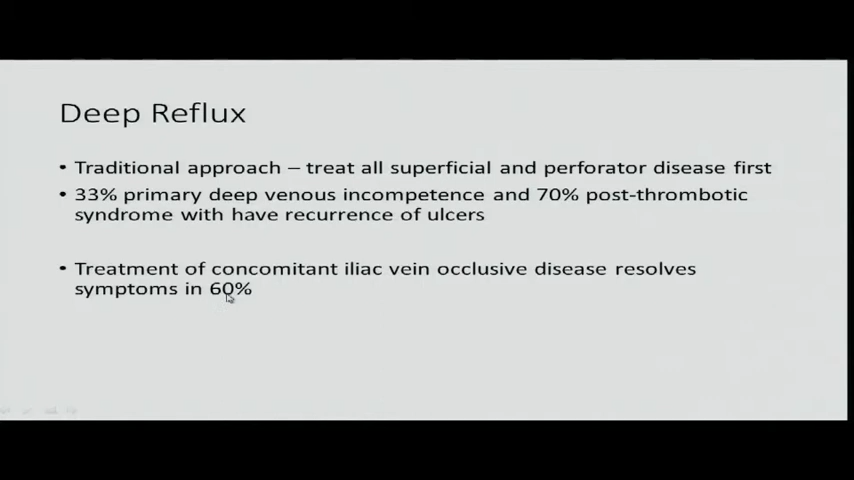 Deep Reflux
• Traditional approach – treat all superficial and perforator disease first
• 33% primary deep venous incompetence and 70% post-thrombotic
syndrome with have recurrence of ulcers
• Treatment of concomitant iliac vein occlusive disease resolves
symptoms in 60%